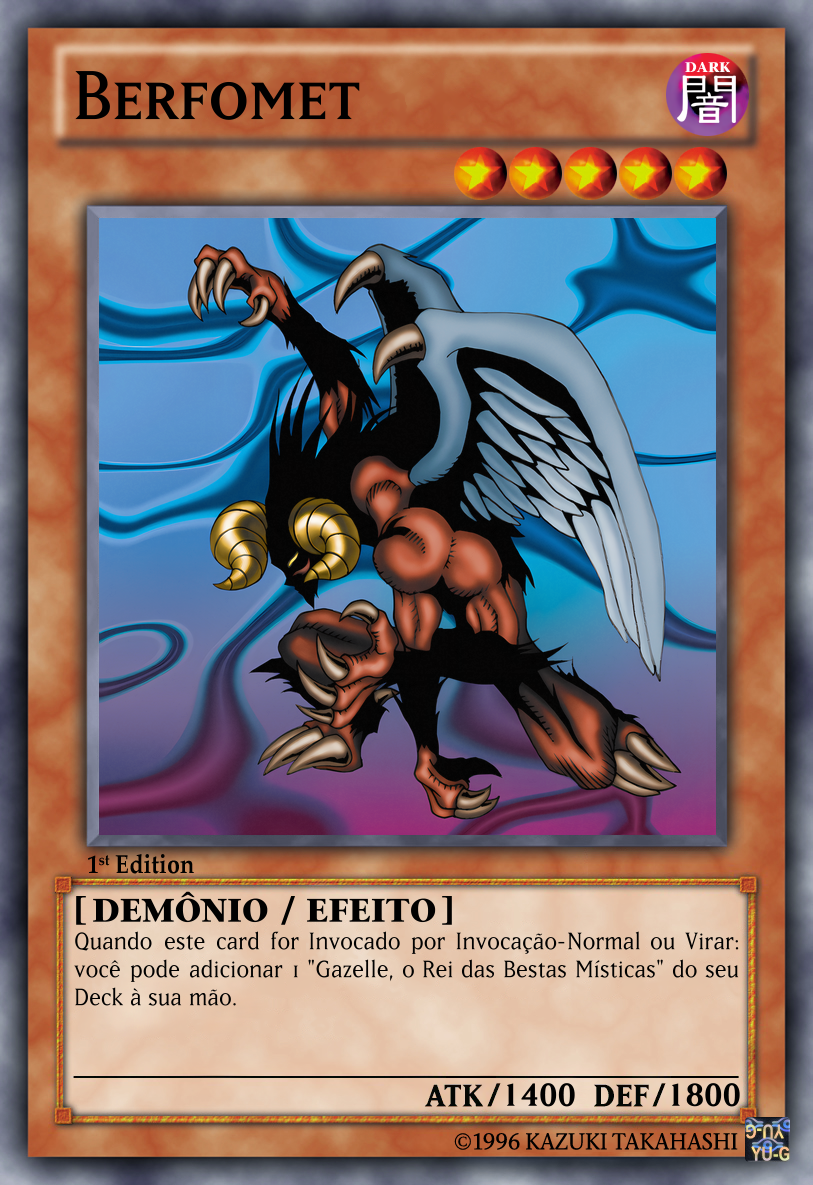 Berfomet
DARK
闇
1st Edition
[ DEMÔNIO / EFEITO ]
Quando este card for Invocado por Invocação-Normal ou Virar:
você pode adicionar 1 "Gazelle, o Rei das Bestas Místicas" do seu
Deck à sua mão.
ATK/1400 DEF/1800
©1996 KAZUKI TAKAHASHI
YU-G
YU-G